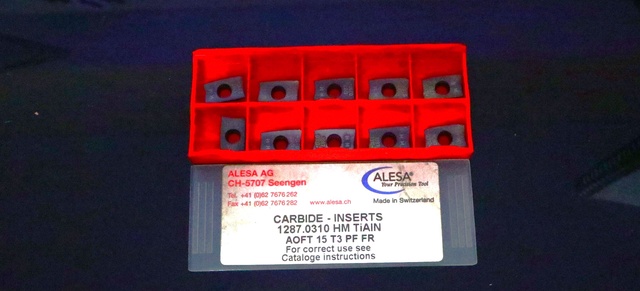 ALESA AG
CH-5707 Seengen
Tel. +41 (0)62 7676 262
Fax +41 (0)62 7676 282 www.alesa.ch
ALESA®
Your Precision Tool
Made in Switzerland
CARBIDE - INSERTS
1287.0310 HM TiAlN
AOFT 15 T3 PF FR
For correct use see
Cataloge instructions